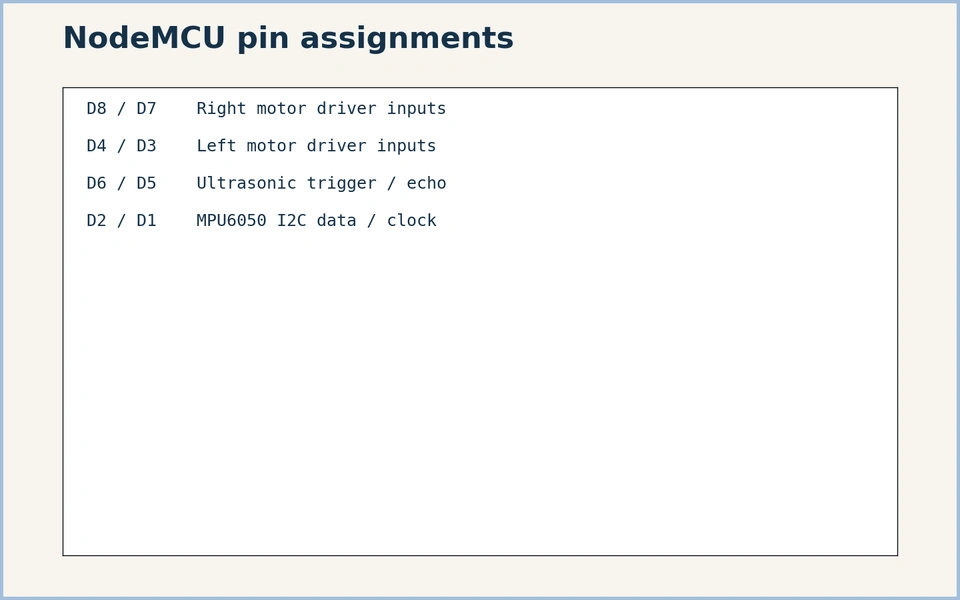 NodeMCU pin assignments
D8 / D7    Right motor driver inputs
D4 / D3    Left motor driver inputs
D6 / D5    Ultrasonic trigger / echo
D2 / D1    MPU6050 I2C data / clock